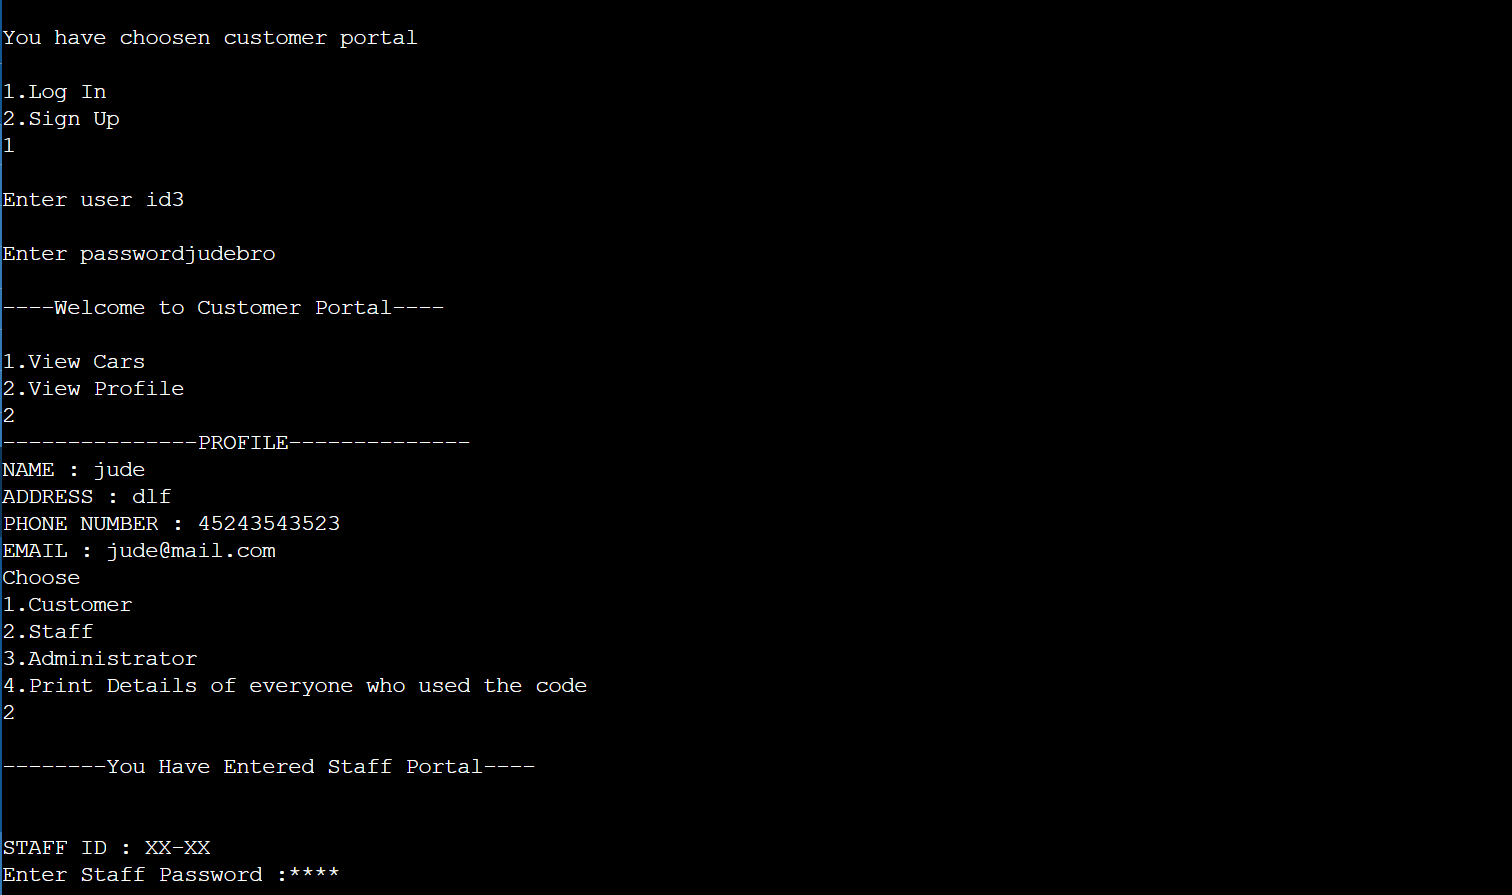 You have choosen customer portal
1.Log In
2.Sign Up
1
Enter user id3
Enter passwordjudebro
----Welcome to Customer Portal----
1.View Cars
2.View Profile
2
---------------PROFILE--------------
NAME : jude
ADDRESS : dlf
PHONE NUMBER : 45243543523
EMAIL : jude@mail.com
Choose
1.Customer
2.Staff
3.Administrator
4.Print Details of everyone who used the code
2
--------You Have Entered Staff Portal----
STAFF ID : XX-XX
Enter Staff Password :****